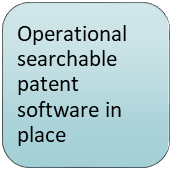 Operational
searchable
patent
software in
place